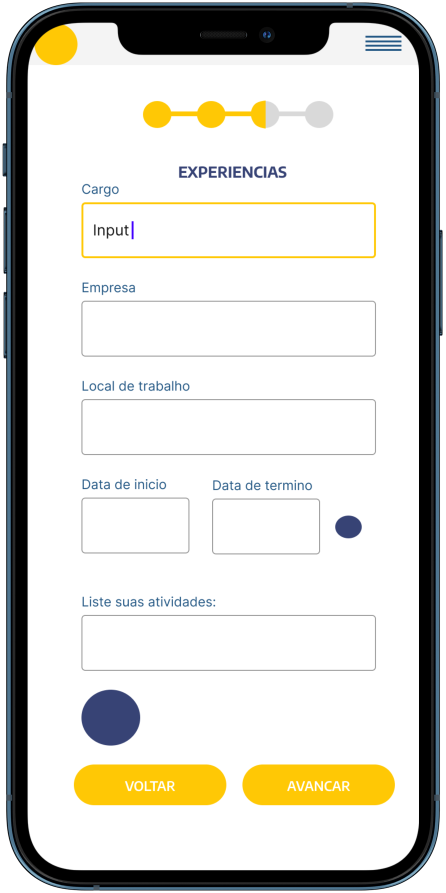 EXPERIENCIAS
Cargo
Input
Empresa
Local de trabalho
Data de inicio
Data de termino
Liste suas atividades:
VOLTAR
AVANCAR